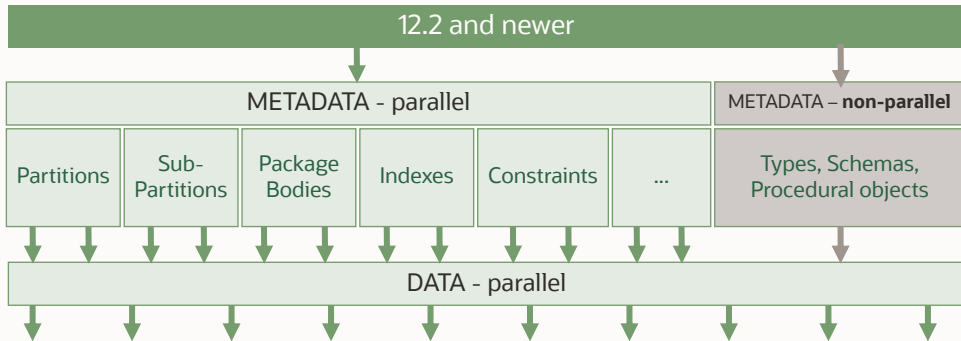 12.2 and newer
METADATA - parallel
METADATA – non-parallel
Partitions
Sub-
Partitions
Package
Bodies
Indexes
Constraints
...
Types, Schemas,
Procedural objects
DATA - parallel